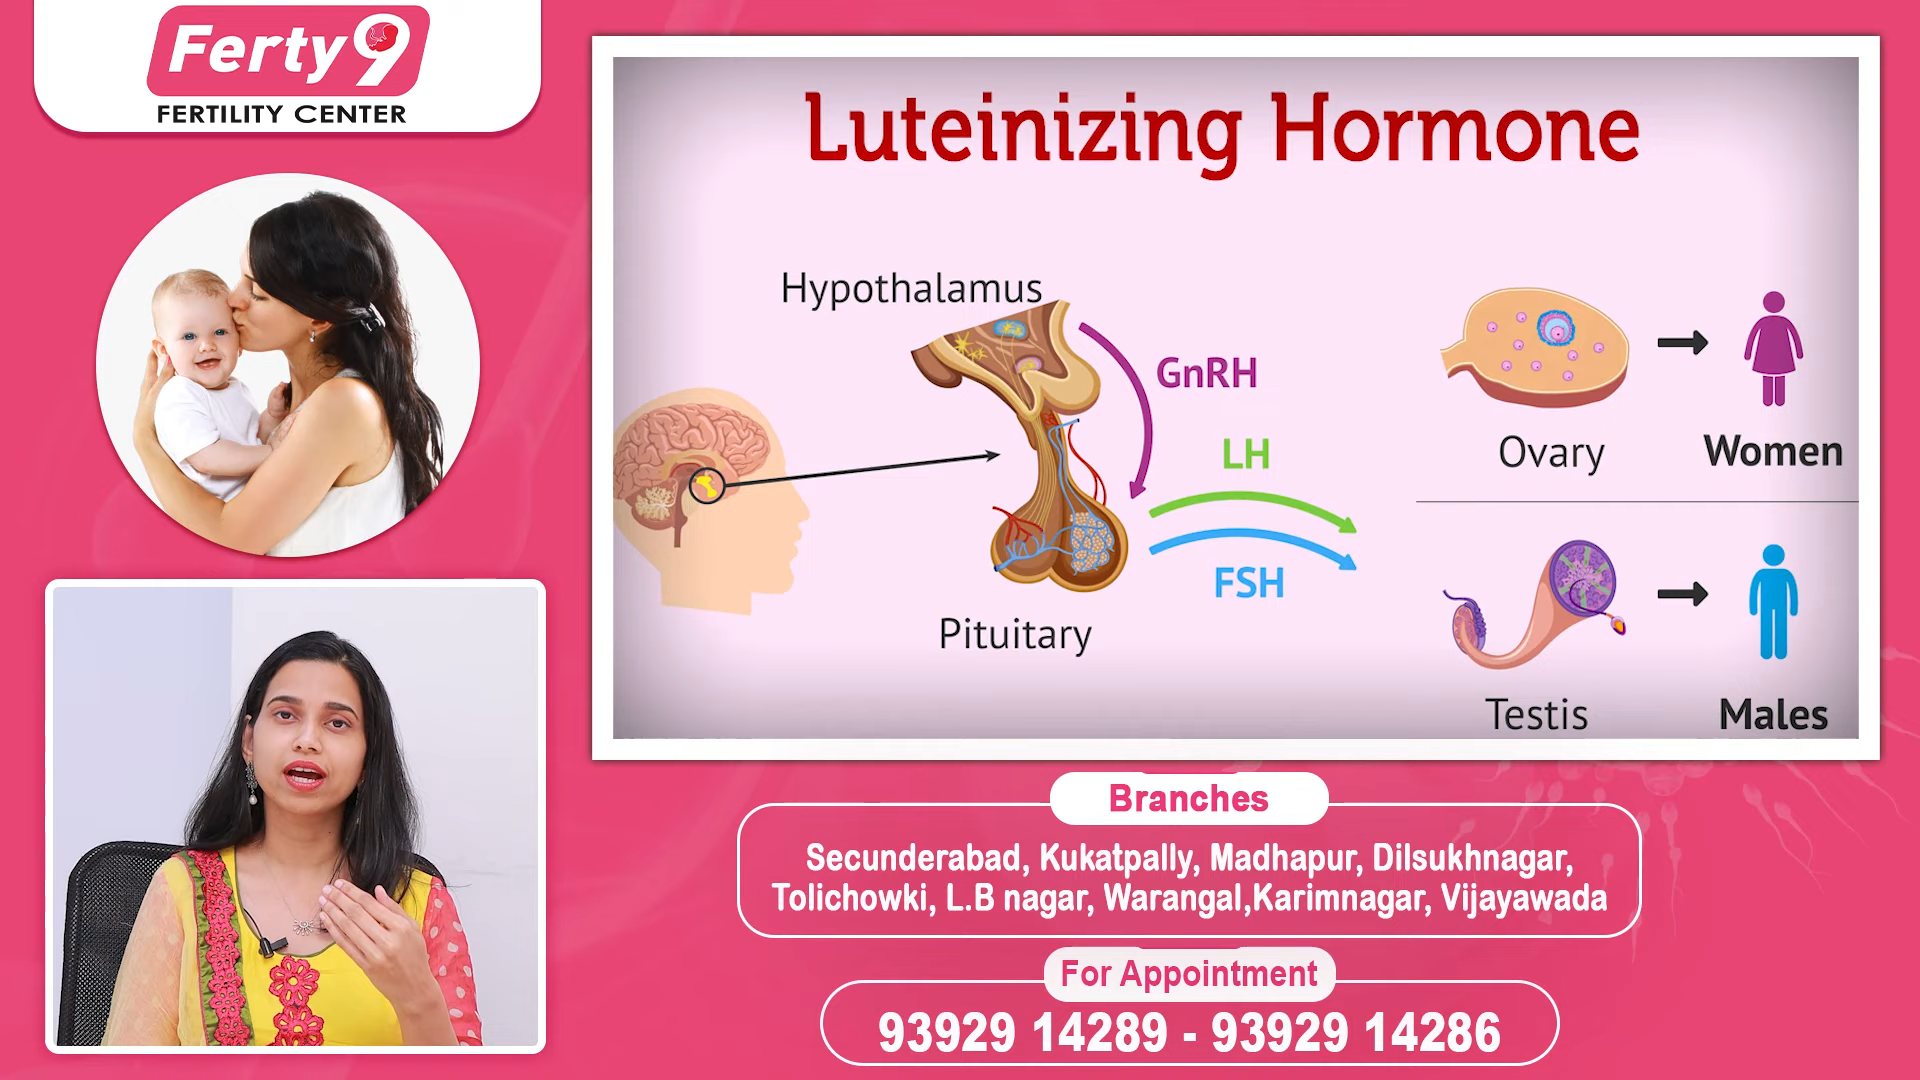 Ferty9
FERTILITY CENTER
Luteinizing Hormone
Hypothalamus
GnRH
LH
FSH
Pituitary
Ovary
Women
Testis
Males
Branches
Secunderabad, Kukatpally, Madhapur, Dilsukhnagar,
Tolichowki, L.B nagar, Warangal,Karimnagar, Vijayawada
For Appointment
93929 14289 - 93929 14286